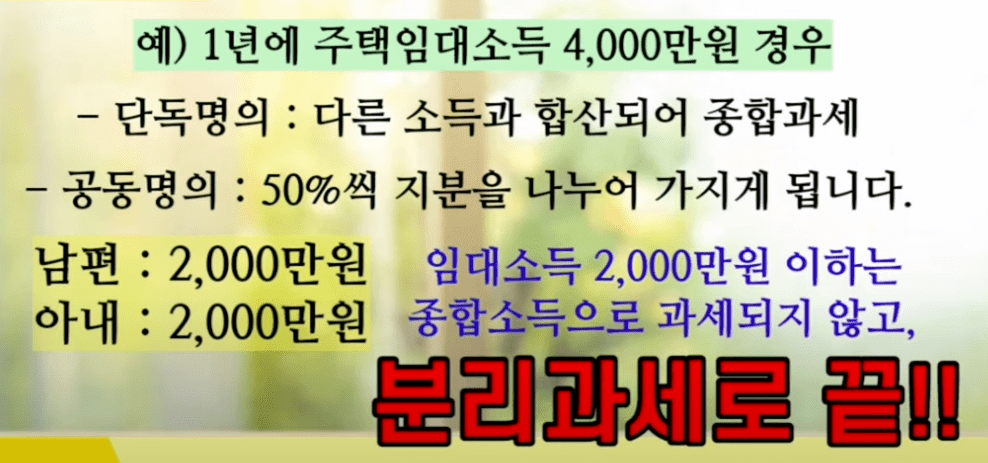 예) 1년에 주택임대소득 4,000만원 경우
- 단독명의 : 다른 소득과 합산되어 종합과세
- 공동명의 : 50%씩 지분을 나누어 가지게 됩니다.
남편 : 2,000만원
아내 : 2,000만원
임대소득 2,000만원 이하는
종합소득으로 과세되지 않고,
분리과세로 끝!!